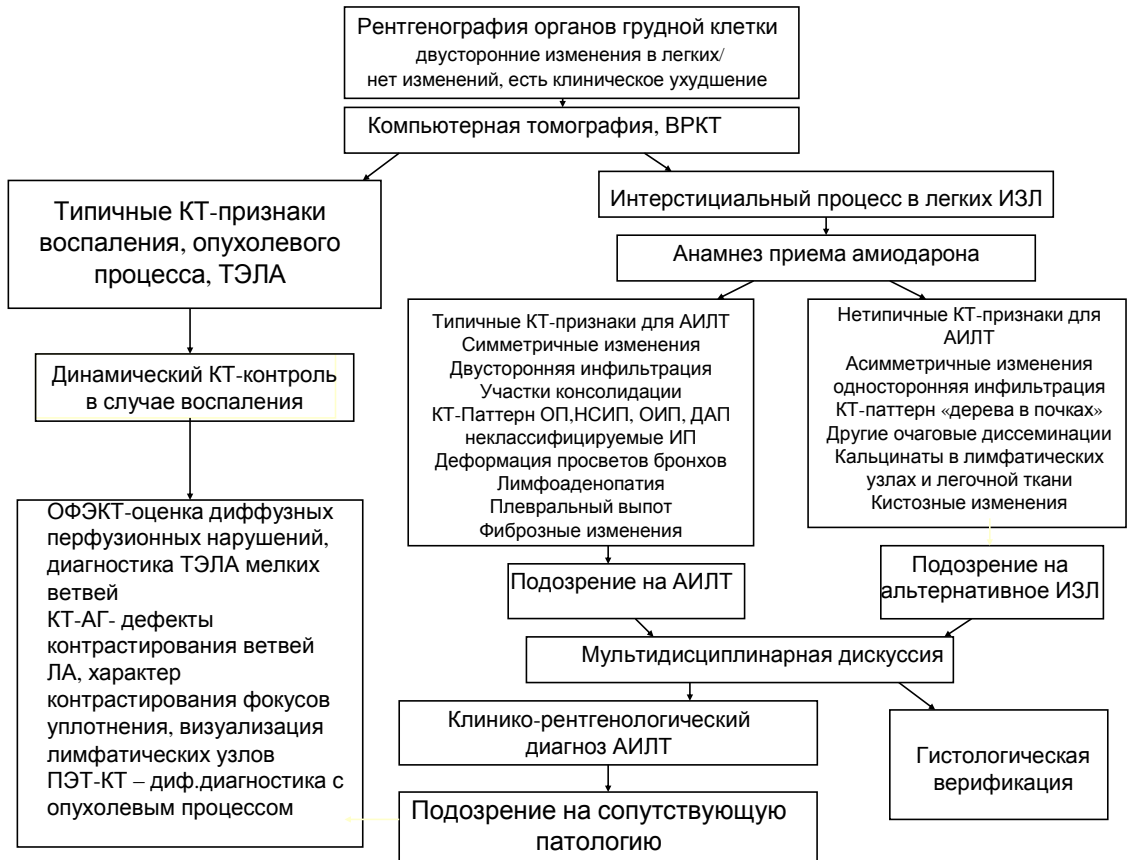 Рентгенография органов грудной клетки
двусторонние изменения в легких/
нет изменений, есть клиническое ухудшение
Компьютерная томография, ВРКТ
Типичные КТ-признаки
воспаления, опухолевого
процесса, ТЭЛА
Интерстициальный процесс в легких ИЗЛ
Анамнез приема амиодарона
Типичные КТ-признаки для АИЛТ
Симметричные изменения
Двусторонняя инфильтрация
Участки консолидации
КТ-Паттерн ОП,НСИП, ОИП, ДАП
неклассифицируемые ИП
Деформация просветов бронхов
Лимфоаденопатия
Плевральный выпот
Фиброзные изменения
Нетипичные КТ-признаки для
АИЛТ
Асимметричные изменения
односторонняя инфильтрация
КТ-паттерн «дерева в почках»
Другие очаговые диссеминации
Кальцинаты в лимфатических
узлах и легочной ткани
Кистозные изменения
Динамический КТ-контроль
в случае воспаления
ОФЭКТ-оценка диффузных
перфузионных нарушений,
диагностика ТЭЛА мелких
ветвей
КТ-АГ- дефекты
контрастирования ветвей
ЛА, характер
контрастирования фокусов
уплотнения, визуализация
лимфатических узлов
ПЭТ-КТ – диф.диагностика с
опухолевым процессом
Подозрение на АИЛТ
Подозрение на
альтернативное ИЗЛ
Мультидисциплинарная дискуссия
Клинико-рентгенологический
диагноз АИЛТ
Гистологическая
верификация
Подозрение на сопутствующую
патологию